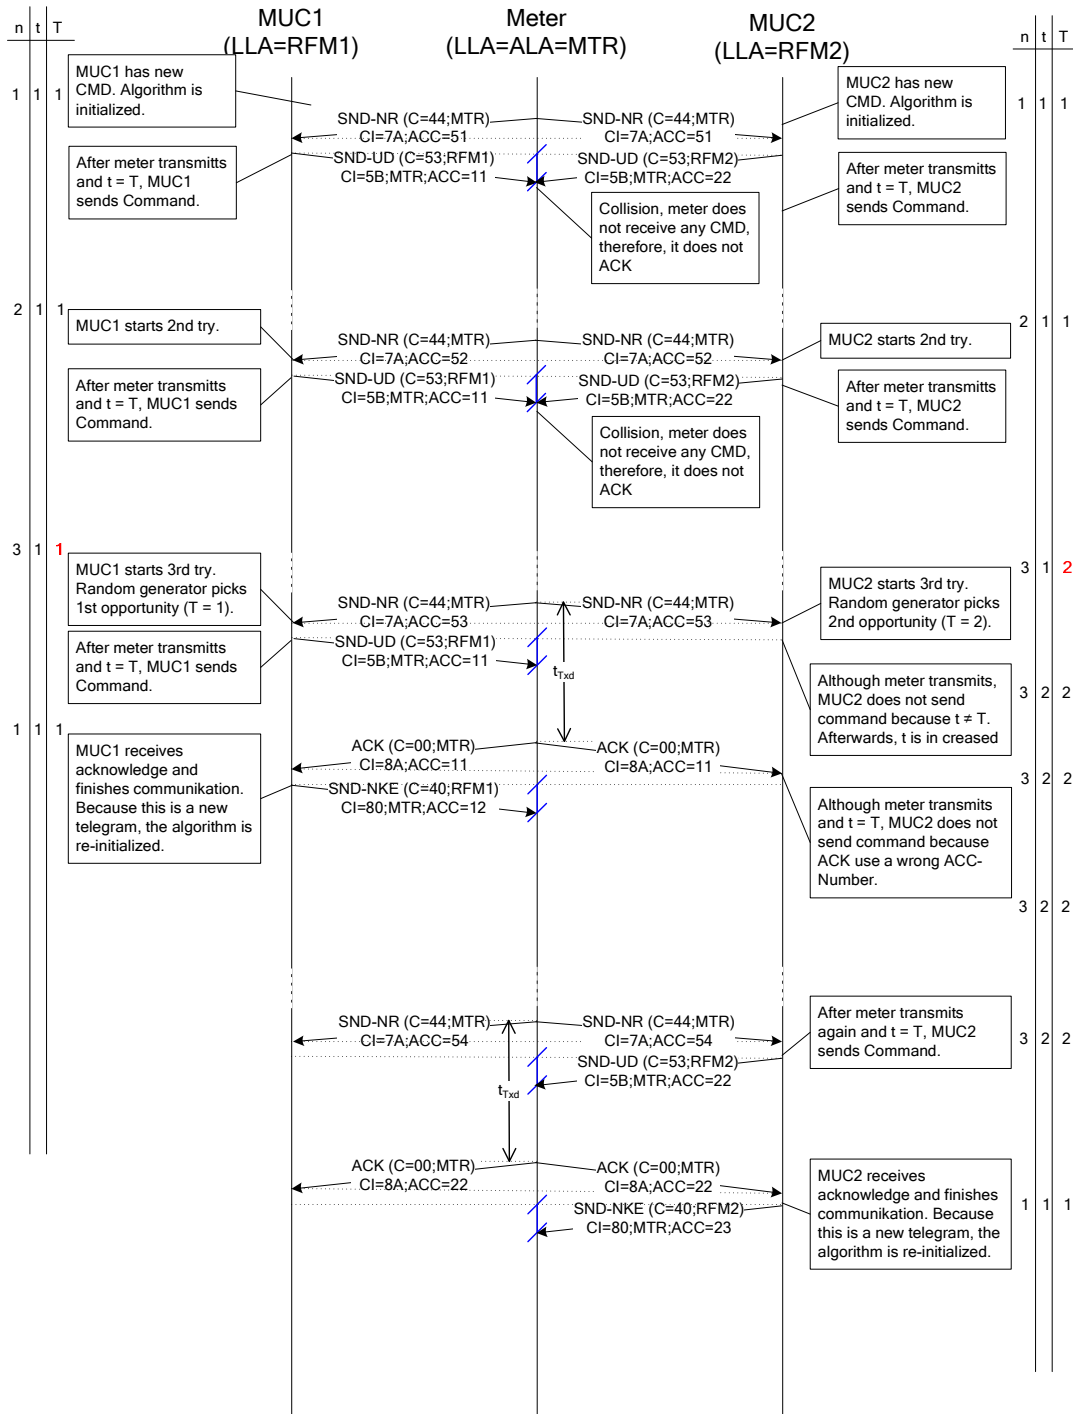 MUC1
(LLA=RFM1)
Meter
(LLA=ALA=MTR)
MUC2
(LLA=RFM2)
n t T
n t T
1 1 1
MUC1 has new
CMD. Algorithm is
initialized.
SND-NR (C=44;MTR)
CI=7A;ACC=51
SND-NR (C=44;MTR)
CI=7A;ACC=51
MUC2 has new
CMD. Algorithm is
initialized.
1 1 1
After meter transmitts
and t = T, MUC1
sends Command.
SND-UD (C=53;RFM1)
CI=5B;MTR;ACC=11
SND-UD (C=53;RFM2)
CI=5B;MTR;ACC=22
After meter transmitts
and t = T, MUC2
sends Command.
Collision, meter does
not receive any CMD,
therefore, it does not
ACK
2 1 1
MUC1 starts 2nd try.
SND-NR (C=44;MTR)
CI=7A;ACC=52
SND-NR (C=44;MTR)
CI=7A;ACC=52
MUC2 starts 2nd try.
2 1 1
After meter transmitts
and t = T, MUC1 sends
Command.
SND-UD (C=53;RFM1)
CI=5B;MTR;ACC=11
SND-UD (C=53;RFM2)
CI=5B;MTR;ACC=22
After meter transmitts
and t = T, MUC2
sends Command.
Collision, meter does
not receive any CMD,
therefore, it does not
ACK
3 1 1
MUC1 starts 3rd try.
Random generator picks
1st opportunity (T = 1).
SND-NR (C=44;MTR)
CI=7A;ACC=53
SND-NR (C=44;MTR)
CI=7A;ACC=53
MUC2 starts 3rd try.
Random generator picks
2nd opportunity (T = 2).
3 1 2
After meter transmitts
and t = T, MUC1 sends
Command.
SND-UD (C=53;RFM1)
CI=5B;MTR;ACC=11
tTxd
Although meter transmits,
MUC2 does not send
command because t ≠ T.
Afterwards, t is in creased
3 2 2
1 1 1
MUC1 receives
acknowledge and
finishes communikation.
Because this is a new
telegram, the algorithm is
re-initialized.
ACK (C=00;MTR)
CI=8A;ACC=11
ACK (C=00;MTR)
CI=8A;ACC=11
3 2 2
SND-NKE (C=40;RFM1)
CI=80;MTR;ACC=12
Although meter transmits
and t = T, MUC2 does not
send command because
ACK use a wrong ACC-
Number.
3 2 2
SND-NR (C=44;MTR)
CI=7A;ACC=54
SND-NR (C=44;MTR)
CI=7A;ACC=54
After meter transmits
again and t = T, MUC2
sends Command.
3 2 2
SND-UD (C=53;RFM2)
CI=5B;MTR;ACC=22
tTxd
ACK (C=00;MTR)
CI=8A;ACC=22
ACK (C=00;MTR)
CI=8A;ACC=22
MUC2 receives
acknowledge and finishes
communikation. Because
this is a new telegram, the
algorithm is re-initialized.
1 1 1
SND-NKE (C=40;RFM2)
CI=80;MTR;ACC=23